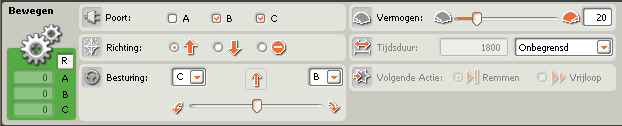 Bewegen
R
0 A
0 B
0 C
Poort: A B C
Richting:
Besturing: C B
Vermogen: 20
Tijdsduur: 1800 Onbegrensd
Volgende Actie: Remmen Vrijloop